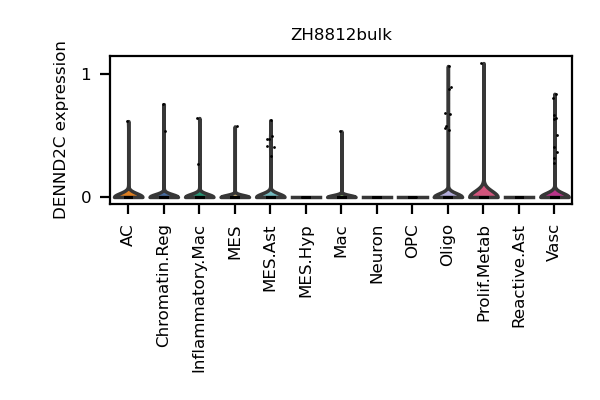 ZH8812bulk
DENND2C expression
1
0
AC
Chromatin.Reg
Inflammatory.Mac
MES
MES.Ast
MES.Hyp
Mac
Neuron
OPC
Oligo
Prolif.Metab
Reactive.Ast
Vasc